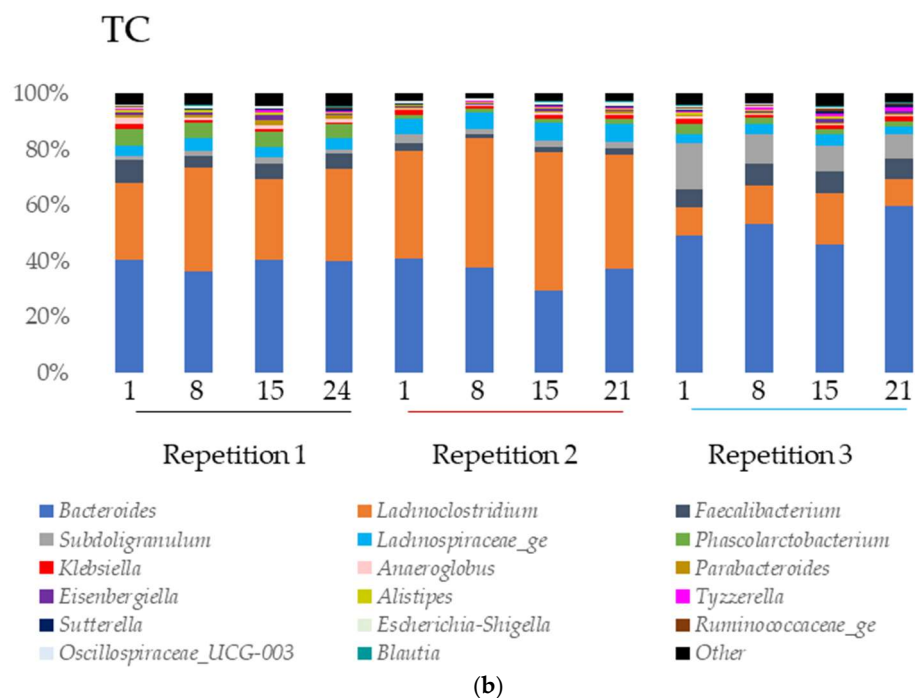 TC
100%
80%
60%
40%
20%
0%
1 8 15 24 1 8 15 21 1 8 15 21
Repetition 1 Repetition 2 Repetition 3
Bacteroides Lachnoclostridium Faecalibacterium
Subdoligranulum Lachnospiraceae_ge Phascolarctobacterium
Klebsiella Anaeroglobus Parabacteroides
Eisenbergiella Alistipes Tyzzerella
Sutterella Escherichia-Shigella Ruminococcaceae_ge
Oscillospiraceae_UCG-003 Blautia Other
(b)